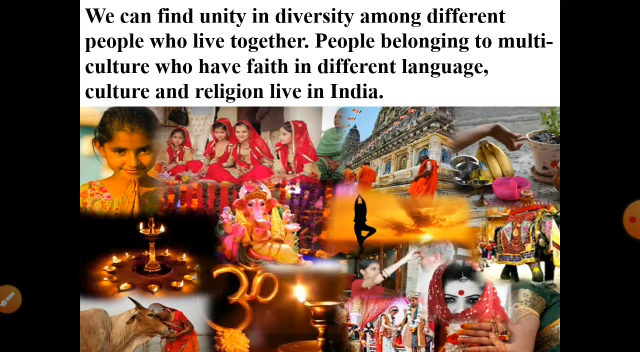 We can find unity in diversity among different
people who live together. People belonging to multi-
culture who have faith in different language,
culture and religion live in India.
ॐ